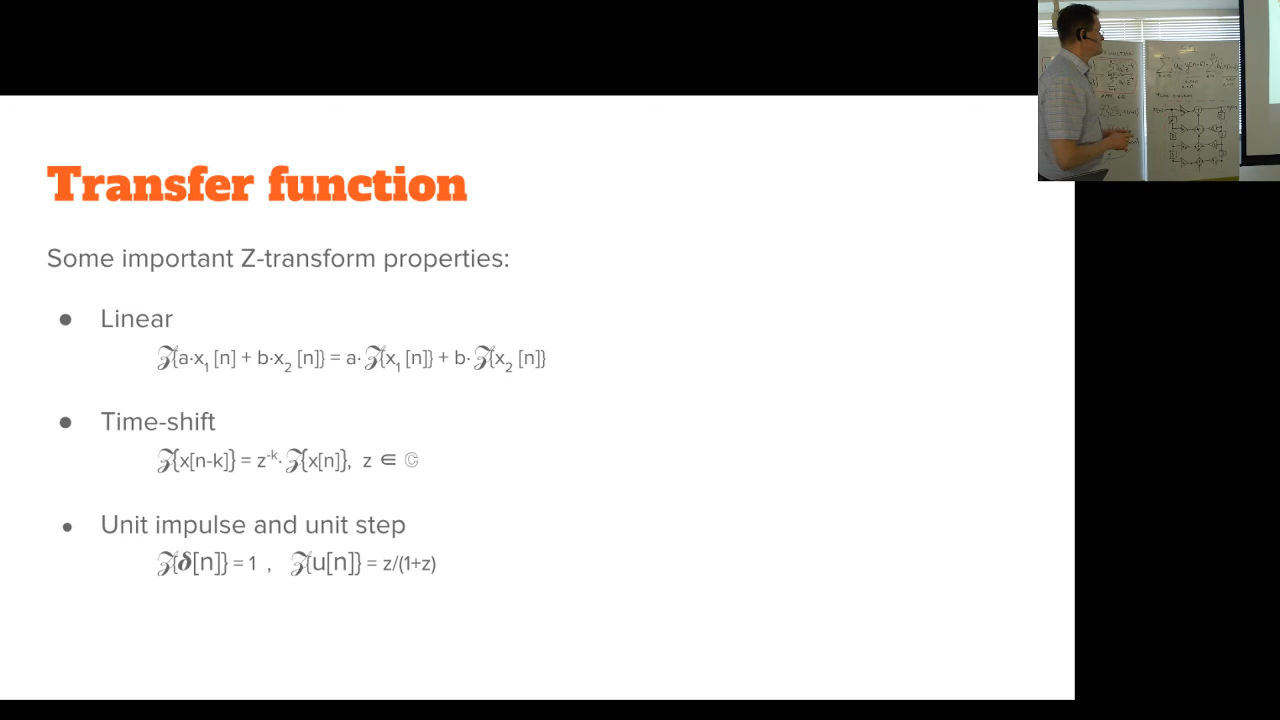 Transfer function
Some important Z-transform properties:
● Linear
𝒵{a·x₁ [n] + b·x₂ [n]} = a· 𝒵{x₁ [n]} + b· 𝒵{x₂ [n]}
● Time-shift
𝒵{x[n-k]} = z⁻ᵏ· 𝒵{x[n]}, z ∈ ℂ
● Unit impulse and unit step
𝒵{δ[n]} = 1 , 𝒵{u[n]} = z/(1+z)